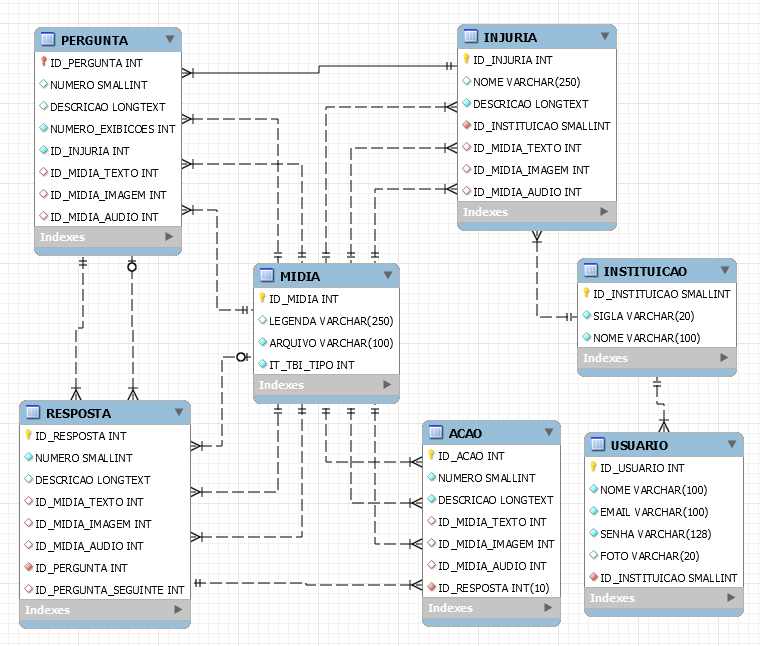 PERGUNTA
ID_PERGUNTA INT
NUMERO SMALLINT
DESCRICAO LONGTEXT
NUMERO_EXIBICOES INT
ID_INJURIA INT
ID_MIDIA_TEXTO INT
ID_MIDIA_IMAGEM INT
ID_MIDIA_AUDIO INT
Indexes
INJURIA
ID_INJURIA INT
NOME VARCHAR(250)
DESCRICAO LONGTEXT
ID_INSTITUICAO SMALLINT
ID_MIDIA_TEXTO INT
ID_MIDIA_IMAGEM INT
ID_MIDIA_AUDIO INT
Indexes
MIDIA
ID_MIDIA INT
LEGENDA VARCHAR(250)
ARQUIVO VARCHAR(100)
IT_TBI_TIPO INT
Indexes
INSTITUICAO
ID_INSTITUICAO SMALLINT
SIGLA VARCHAR(20)
NOME VARCHAR(100)
Indexes
RESPOSTA
ID_RESPOSTA INT
NUMERO SMALLINT
DESCRICAO LONGTEXT
ID_MIDIA_TEXTO INT
ID_MIDIA_IMAGEM INT
ID_MIDIA_AUDIO INT
ID_PERGUNTA INT
ID_PERGUNTA_SEGUINTE INT
Indexes
ACAO
ID_ACAO INT
NUMERO SMALLINT
DESCRICAO LONGTEXT
ID_MIDIA_TEXTO INT
ID_MIDIA_IMAGEM INT
ID_MIDIA_AUDIO INT
ID_RESPOSTA INT(10)
Indexes
USUARIO
ID_USUARIO INT
NOME VARCHAR(100)
EMAIL VARCHAR(100)
SENHA VARCHAR(128)
FOTO VARCHAR(20)
ID_INSTITUICAO SMALLINT
Indexes